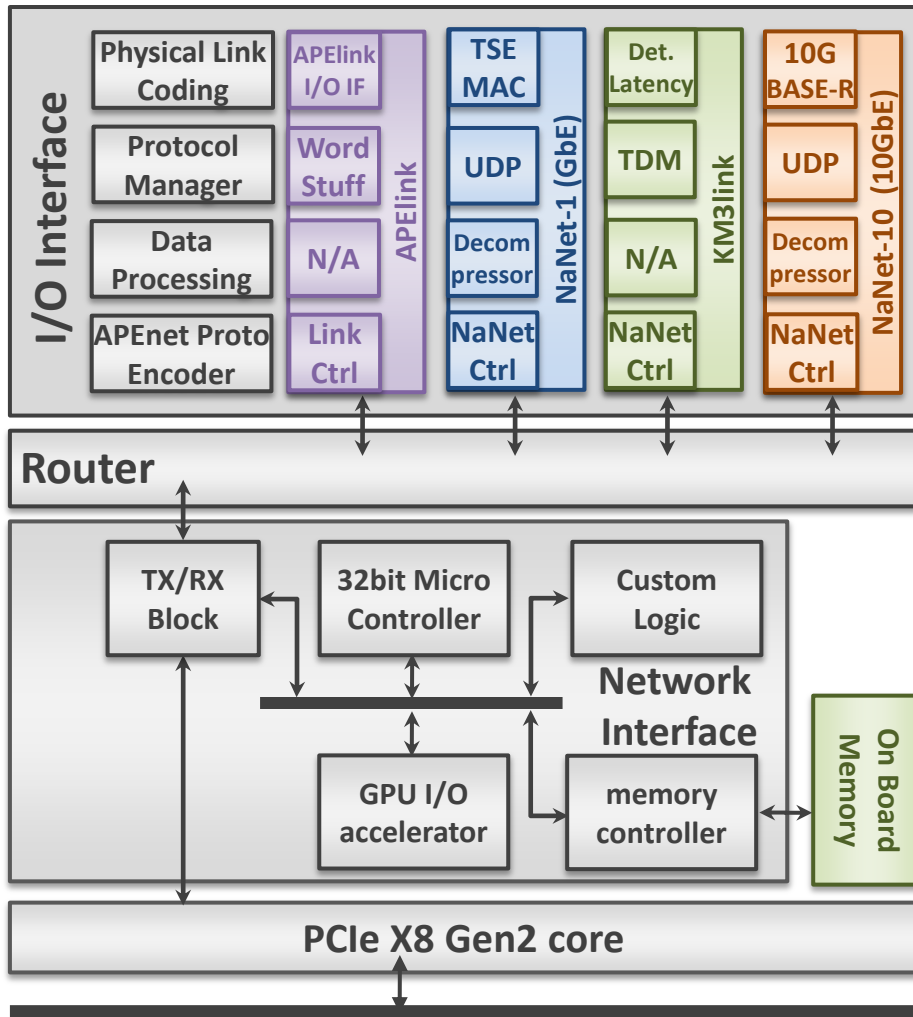 I/O Interface
Physical Link
Coding
Protocol
Manager
Data
Processing
APEnet Proto
Encoder
APElink
I/O IF
Word
Stuff
N/A
Link
Ctrl
APElink
TSE
MAC
UDP
Decom
pressor
NaNet
Ctrl
NaNet-1 (GbE)
Det.
Latency
TDM
N/A
NaNet
Ctrl
KM3link
10G
BASE-R
UDP
Decom
pressor
NaNet
Ctrl
NaNet-10 (10GbE)
Router
TX/RX
Block
32bit Micro
Controller
Custom
Logic
Network
Interface
GPU I/O
accelerator
memory
controller
On Board
Memory
PCIe X8 Gen2 core